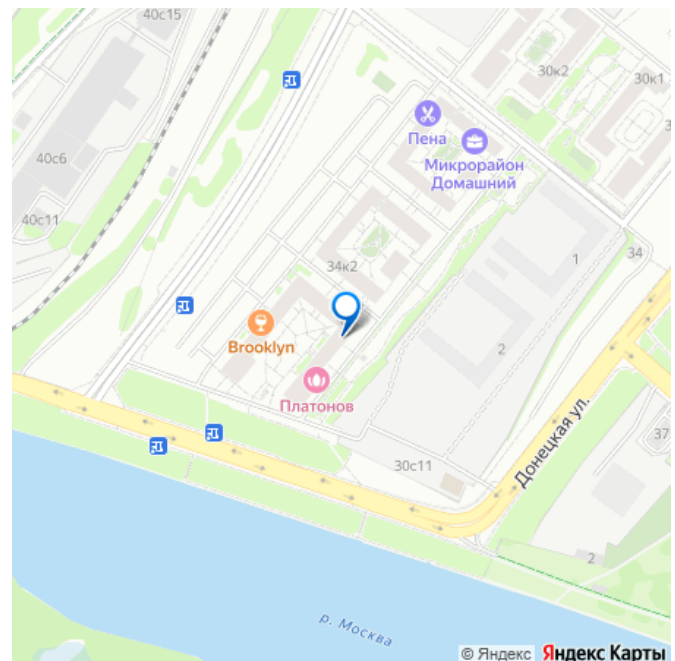 40с15
30к2
30к1
Пена
Микрорайон
Домашний
3
40с6
40с11
34
1
34к2
Brooklyn
2
Платонов
Донецкая ул.
37
30с11
2
р. Москва
© Яндекс Яндекс Карты